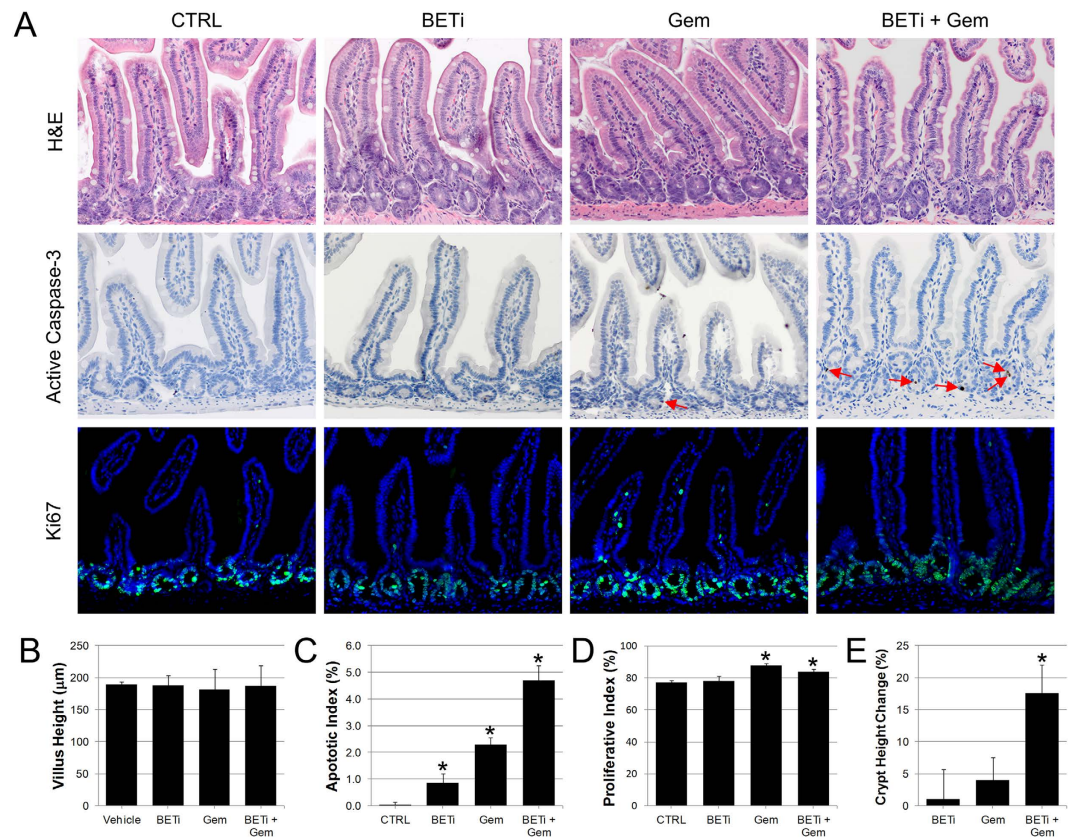 A
CTRL BETi Gem BETi + Gem
H&E
Active Caspase-3
Ki67
B
Villus Height (μm)
250
200
150
100
50
0
Vehicle BETi Gem BETi +
Gem
C
Apoptotic Index (%)
6.0
5.0
4.0
3.0
2.0
1.0
0.0
* * *
CTRL BETi Gem BETi +
Gem
D
Proliferative Index (%)
100
80
60
40
20
0
* *
CTRL BETi Gem BETi +
Gem
E
Crypt Height Change (%)
25
20
15
10
5
0
*
BETi Gem BETi +
Gem